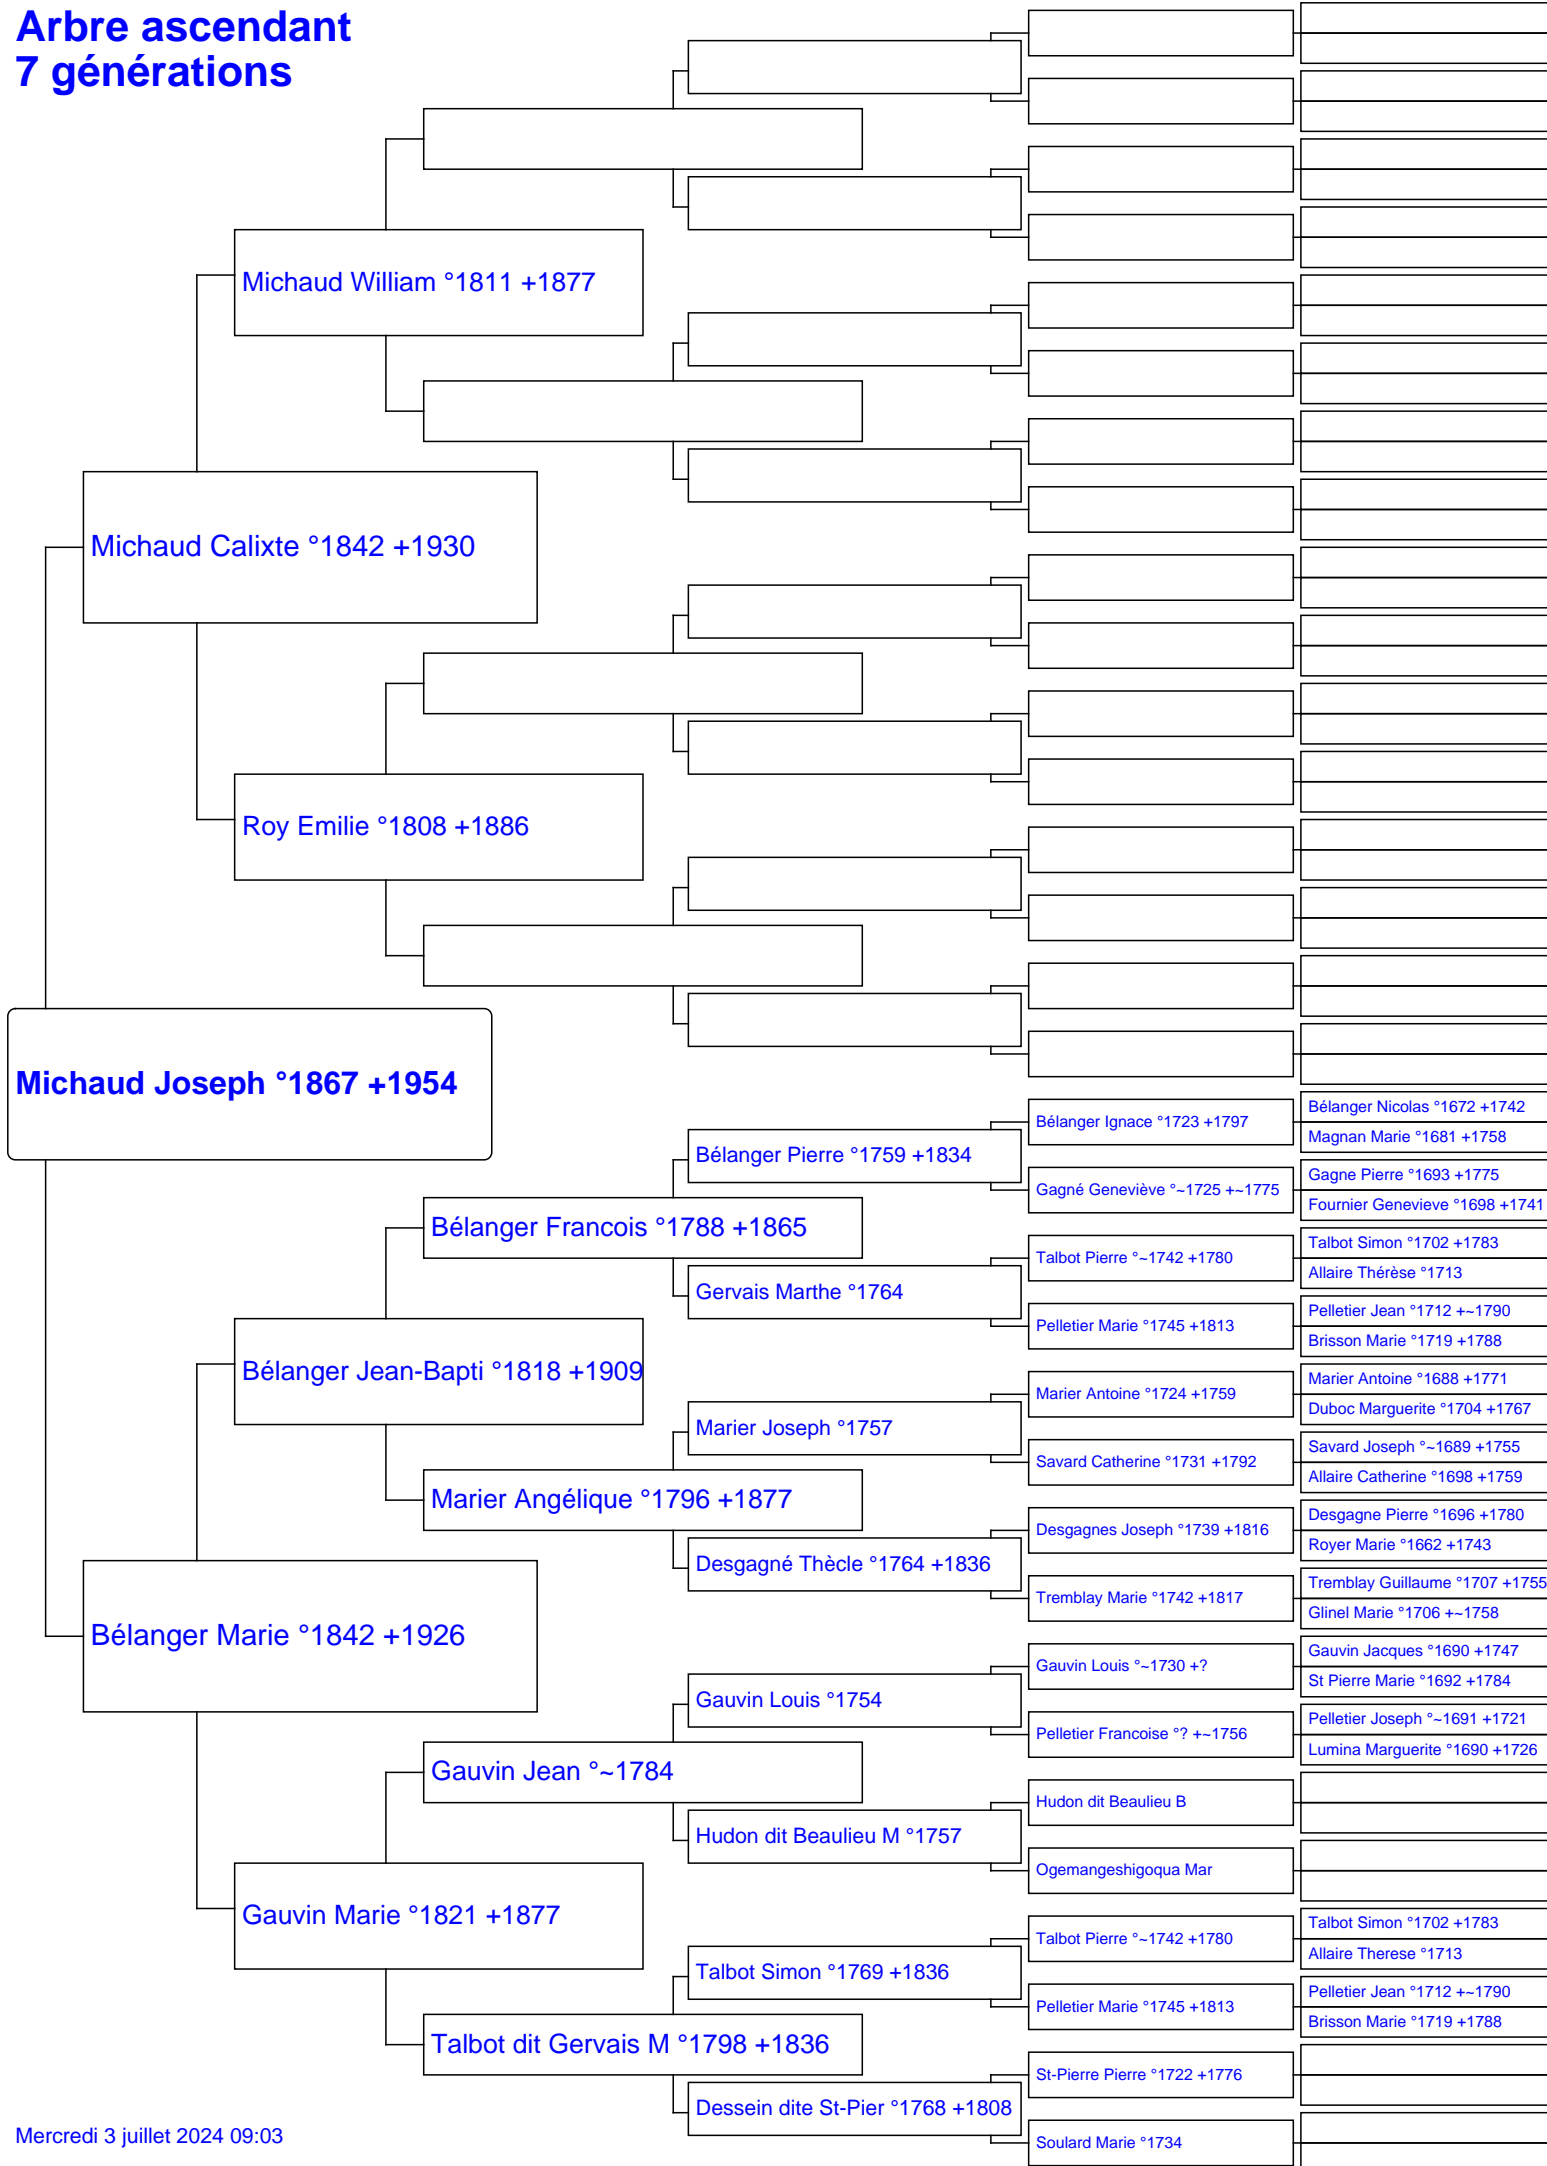 Arbre ascendant
7 générations
Michaud William °1811 +1877
Michaud Calixte °1842 +1930
Roy Emilie °1808 +1886
Michaud Joseph °1867 +1954
Bélanger Nicolas °1672 +1742
Bélanger Ignace °1723 +1797
Magnan Marie °1681 +1758
Bélanger Pierre °1759 +1834
Gagne Pierre °1693 +1775
Gagné Geneviève °~1725 +~1775
Fournier Genevieve °1698 +1741
Bélanger Francois °1788 +1865
Talbot Simon °1702 +1783
Talbot Pierre °~1742 +1780
Allaire Thérèse °1713
Gervais Marthe °1764
Pelletier Jean °1712 +~1790
Pelletier Marie °1745 +1813
Brisson Marie °1719 +1788
Bélanger Jean-Bapti °1818 +1909
Marier Antoine °1688 +1771
Marier Antoine °1724 +1759
Duboc Marguerite °1704 +1767
Marier Joseph °1757
Savard Joseph °~1689 +1755
Savard Catherine °1731 +1792
Allaire Catherine °1698 +1759
Marier Angélique °1796 +1877
Desgagne Pierre °1696 +1780
Desgagnes Joseph °1739 +1816
Royer Marie °1662 +1743
Desgagné Thècle °1764 +1836
Tremblay Guillaume °1707 +1755
Tremblay Marie °1742 +1817
Glinel Marie °1706 +~1758
Bélanger Marie °1842 +1926
Gauvin Jacques °1690 +1747
Gauvin Louis °~1730 +?
St Pierre Marie °1692 +1784
Gauvin Louis °1754
Pelletier Joseph °~1691 +1721
Pelletier Francoise °? +~1756
Lumina Marguerite °1690 +1726
Gauvin Jean °~1784
Hudon dit Beaulieu B
Hudon dit Beaulieu M °1757
Ogemangeshigoqua Mar
Gauvin Marie °1821 +1877
Talbot Simon °1702 +1783
Talbot Pierre °~1742 +1780
Allaire Therese °1713
Talbot Simon °1769 +1836
Pelletier Jean °1712 +~1790
Pelletier Marie °1745 +1813
Brisson Marie °1719 +1788
Talbot dit Gervais M °1798 +1836
St-Pierre Pierre °1722 +1776
Dessein dite St-Pier °1768 +1808
Soulard Marie °1734
Mercredi 3 juillet 2024 09:03